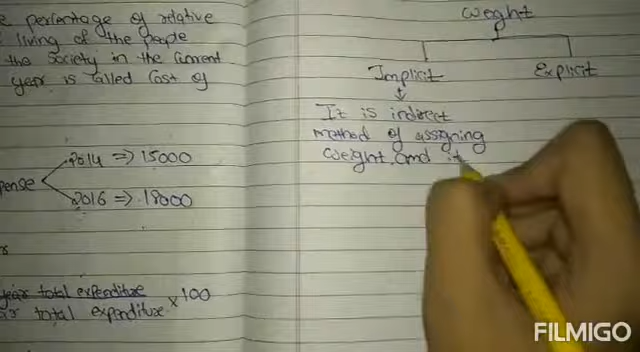 e percentage of relative
living of the people
the society in the current
year is called cost of
2014 => 15000
pense
2016 => 18000
r
year total expenditure
ar total expenditure × 100
Weight
Implicit
Explicit
It is indirect
method of assigning
weight, and it
FILMIGO